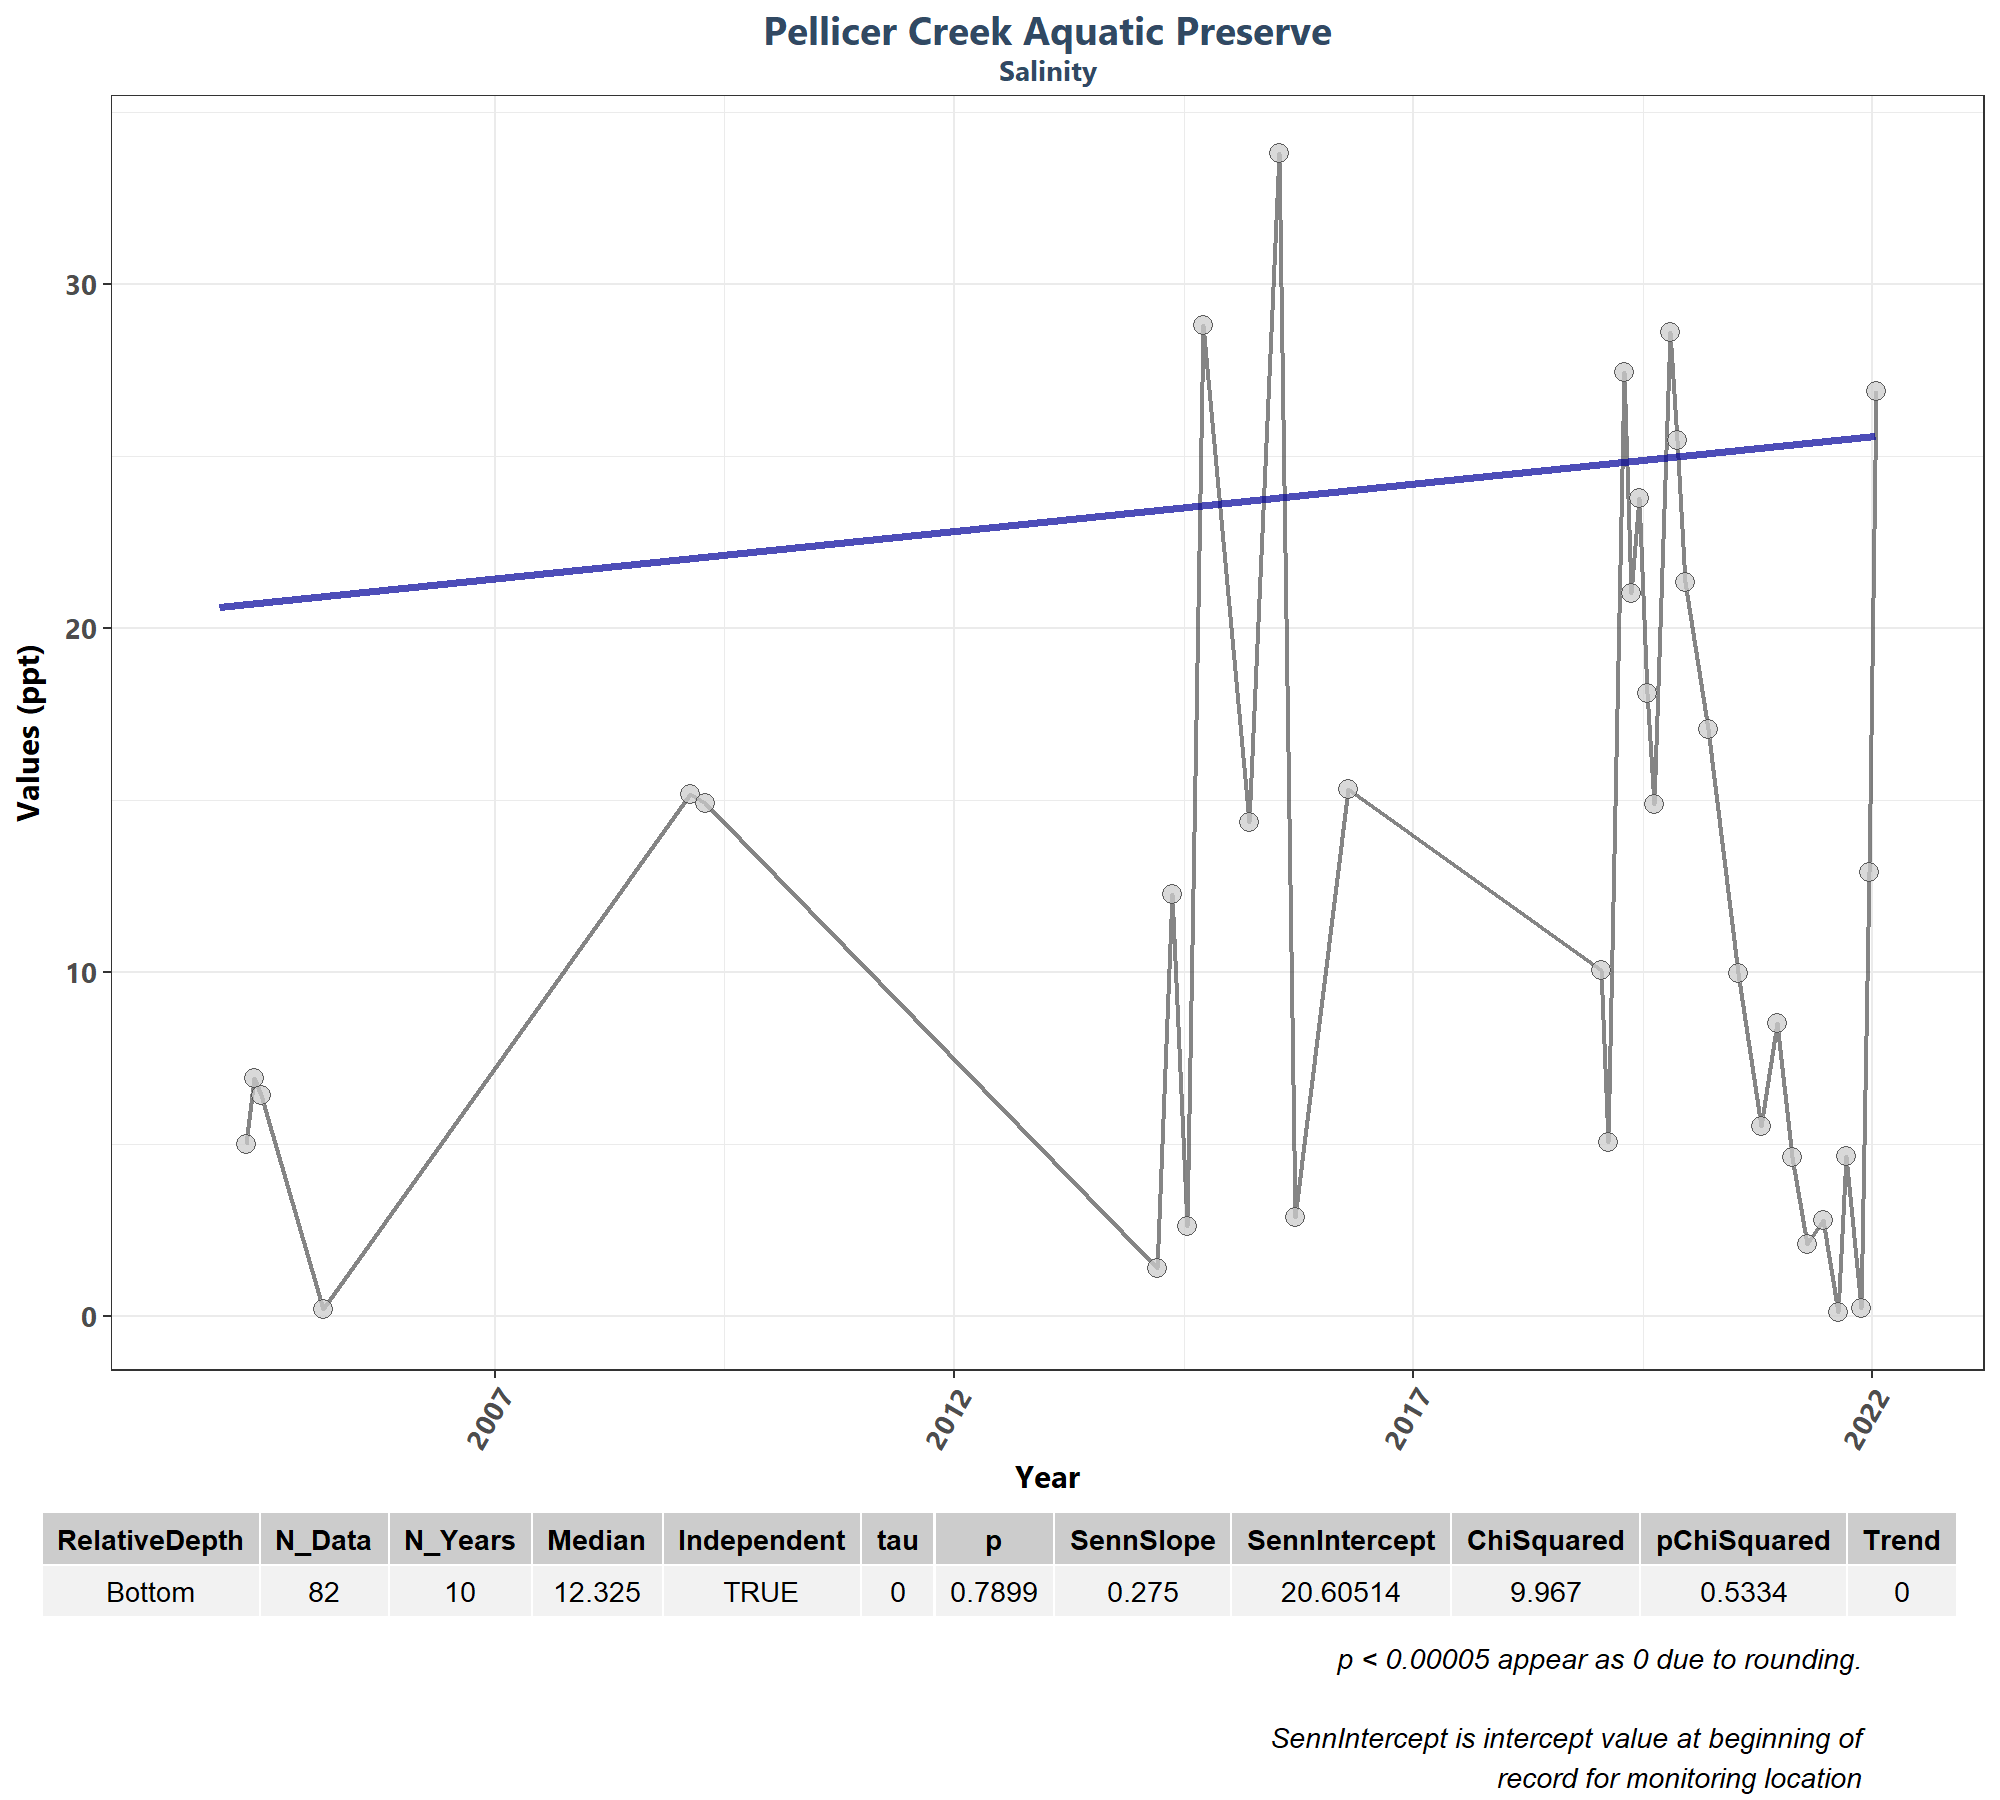 Pellicer Creek Aquatic Preserve
Salinity
Values (ppt)
30
20
10
0
2007 2012 2017 2022
Year
RelativeDepth N_Data N_Years Median Independent tau p SennSlope SennIntercept ChiSquared pChiSquared Trend
Bottom 82 10 12.325 TRUE 0 0.7899 0.275 20.60514 9.967 0.5334 0
p < 0.00005 appear as 0 due to rounding.
SennIntercept is intercept value at beginning of
record for monitoring location